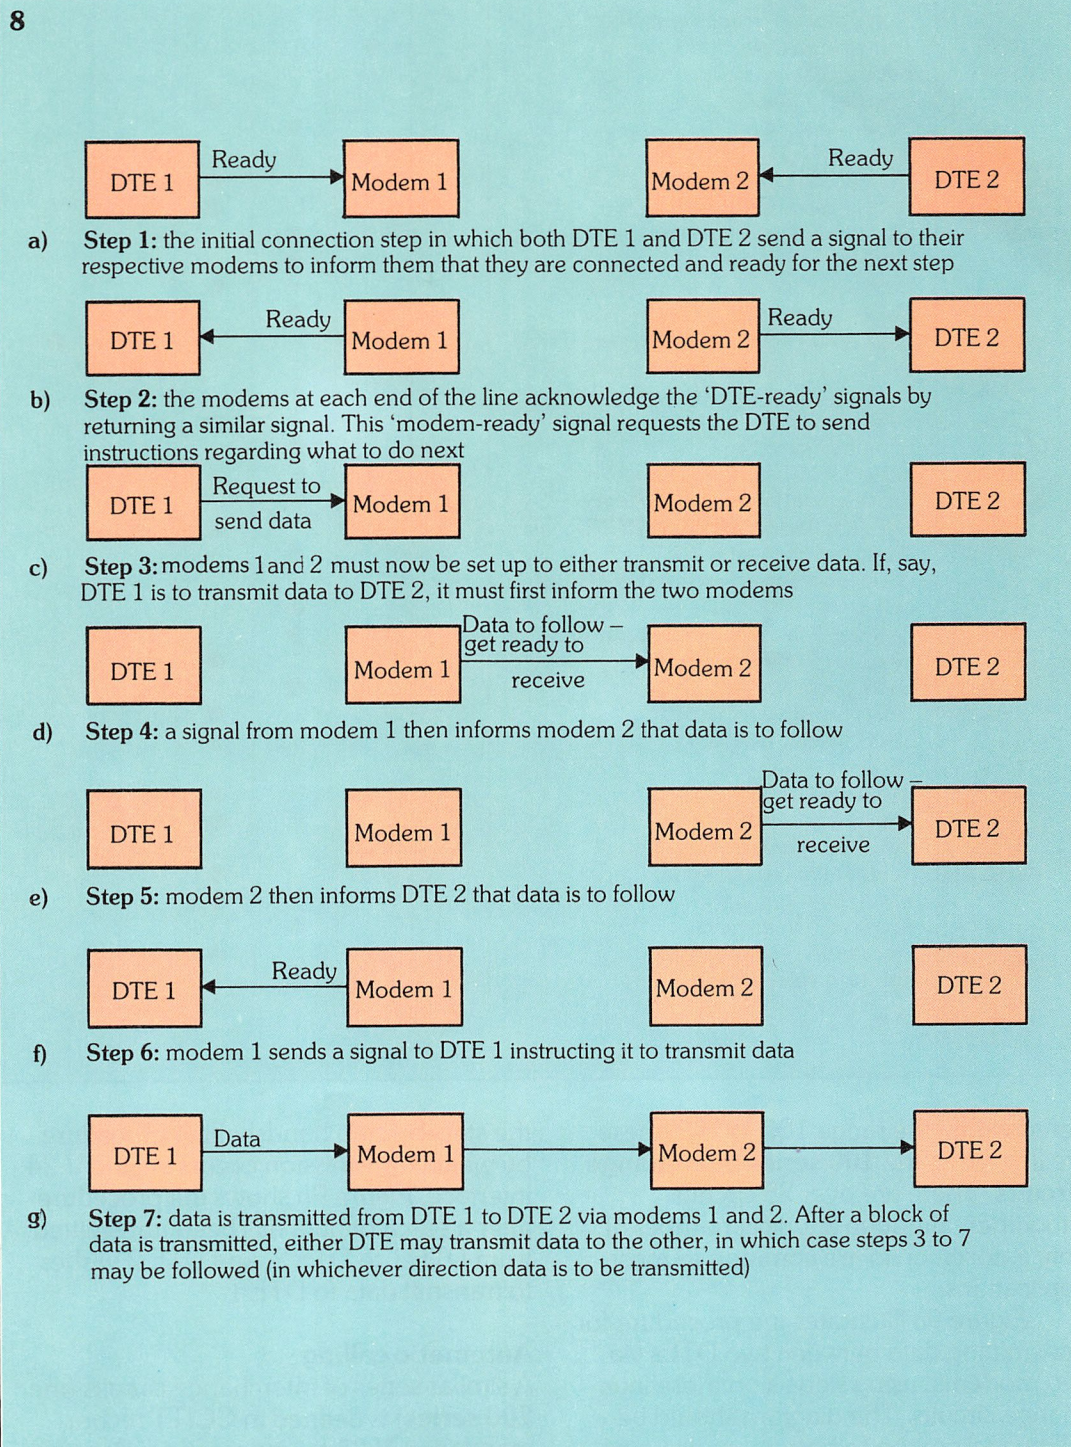 8
DTE 1 Ready Modem 1 Modem 2 Ready DTE 2
a) Step 1: the initial connection step in which both DTE 1 and DTE 2 send a signal to their
respective modems to inform them that they are connected and ready for the next step
DTE 1 Ready Modem 1 Modem 2 Ready DTE 2
b) Step 2: the modems at each end of the line acknowledge the ‘DTE-ready’ signals by
returning a similar signal. This ‘modem-ready’ signal requests the DTE to send
instructions regarding what to do next
DTE 1 Request to Modem 1 Modem 2 DTE 2
send data
c) Step 3: modems 1 and 2 must now be set up to either transmit or receive data. If, say,
DTE 1 is to transmit data to DTE 2, it must first inform the two modems
Data to follow –
get ready to
DTE 1 Modem 1 Modem 2 DTE 2
receive
d) Step 4: a signal from modem 1 then informs modem 2 that data is to follow
Data to follow –
get ready to
DTE 1 Modem 1 Modem 2 DTE 2
receive
e) Step 5: modem 2 then informs DTE 2 that data is to follow
DTE 1 Ready Modem 1 Modem 2 DTE 2
f) Step 6: modem 1 sends a signal to DTE 1 instructing it to transmit data
DTE 1 Data Modem 1 Modem 2 DTE 2
g) Step 7: data is transmitted from DTE 1 to DTE 2 via modems 1 and 2. After a block of
data is transmitted, either DTE may transmit data to the other, in which case steps 3 to 7
may be followed (in whichever direction data is to be transmitted)